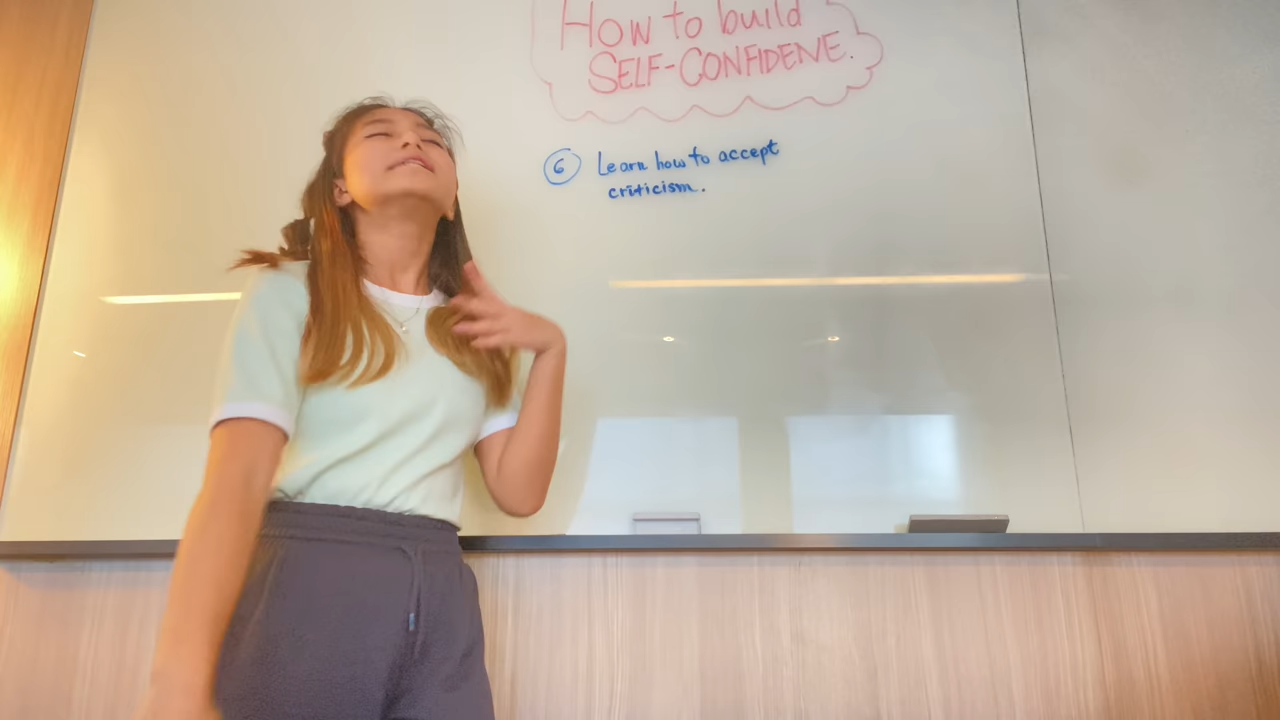 How to build
SELF-CONFIDENE.
6 Learn how to accept
criticism.